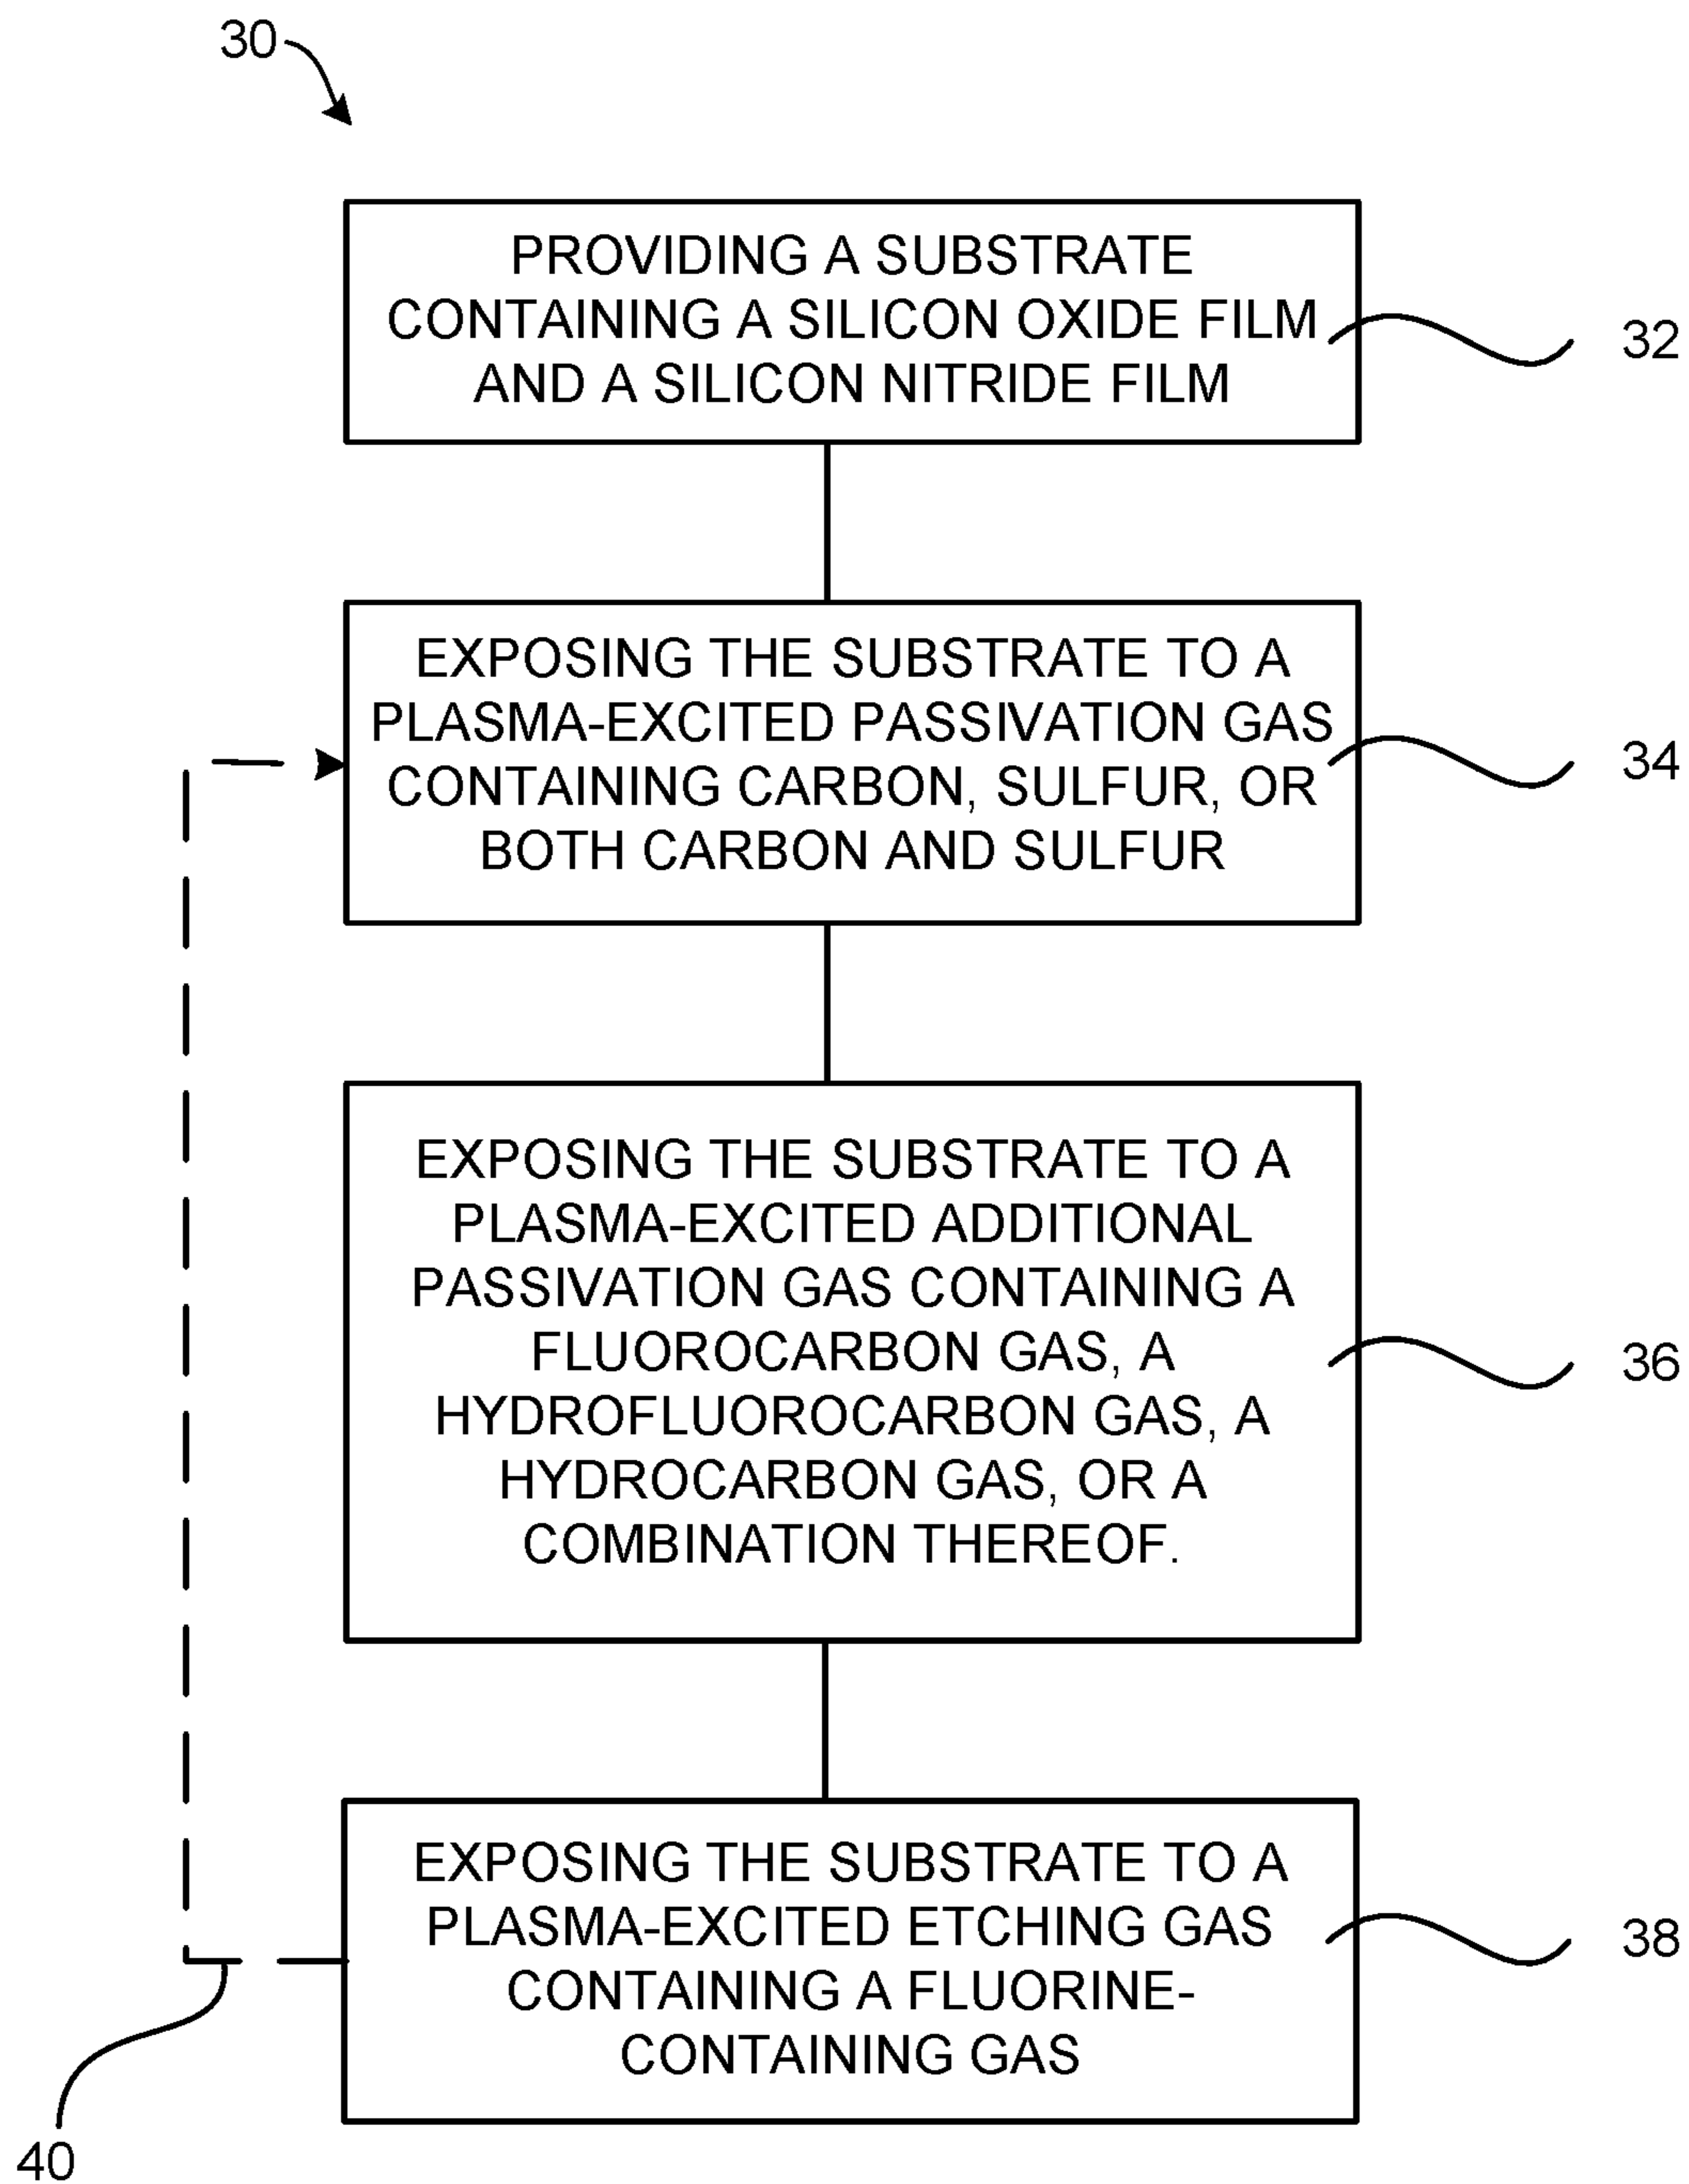 30
PROVIDING A SUBSTRATE
CONTAINING A SILICON OXIDE FILM
AND A SILICON NITRIDE FILM
32
EXPOSING THE SUBSTRATE TO A
PLASMA-EXCITED PASSIVATION GAS
CONTAINING CARBON, SULFUR, OR
BOTH CARBON AND SULFUR
34
EXPOSING THE SUBSTRATE TO A
PLASMA-EXCITED ADDITIONAL
PASSIVATION GAS CONTAINING A
FLUOROCARBON GAS, A
HYDROFLUOROCARBON GAS, A
HYDROCARBON GAS, OR A
COMBINATION THEREOF.
36
EXPOSING THE SUBSTRATE TO A
PLASMA-EXCITED ETCHING GAS
CONTAINING A FLUORINE-
CONTAINING GAS
38
40